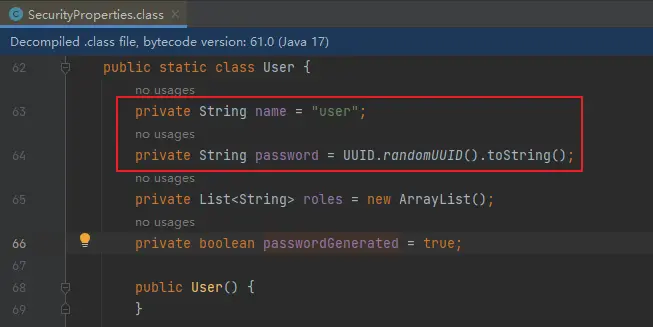 SecurityProperties.class
Decompiled .class file, bytecode version: 61.0 (Java 17)
62 public static class User {
no usages
63 private String name = "user";
no usages
64 private String password = UUID.randomUUID().toString();
no usages
65 private List<String> roles = new ArrayList();
no usages
66 private boolean passwordGenerated = true;
67
68 public User() {
69 }